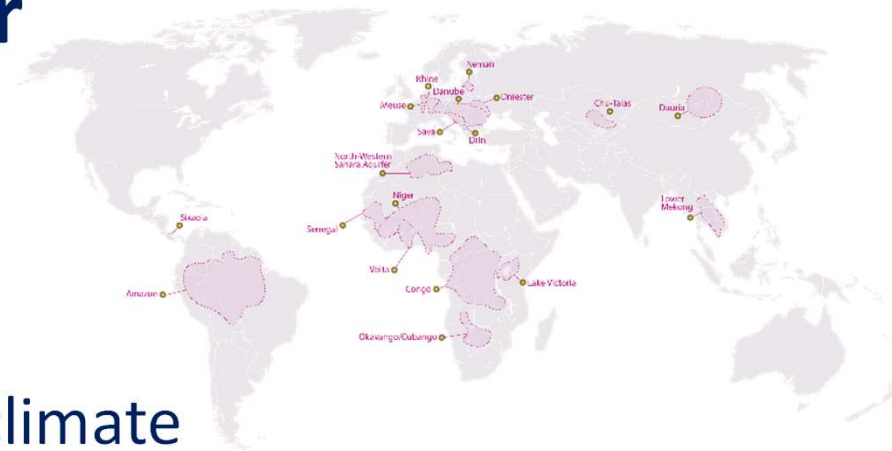 r
Neman
Rhine
Danube
Dniester
Meuse
Chu-Talas
Dauria
Sava
Drin
North-Western
Sahara Aquifer
Niger
Lower
Mekong
Sixaola
Senegal
Volta
Lake Victoria
Congo
Amazon
Okavango/Cubango
limate